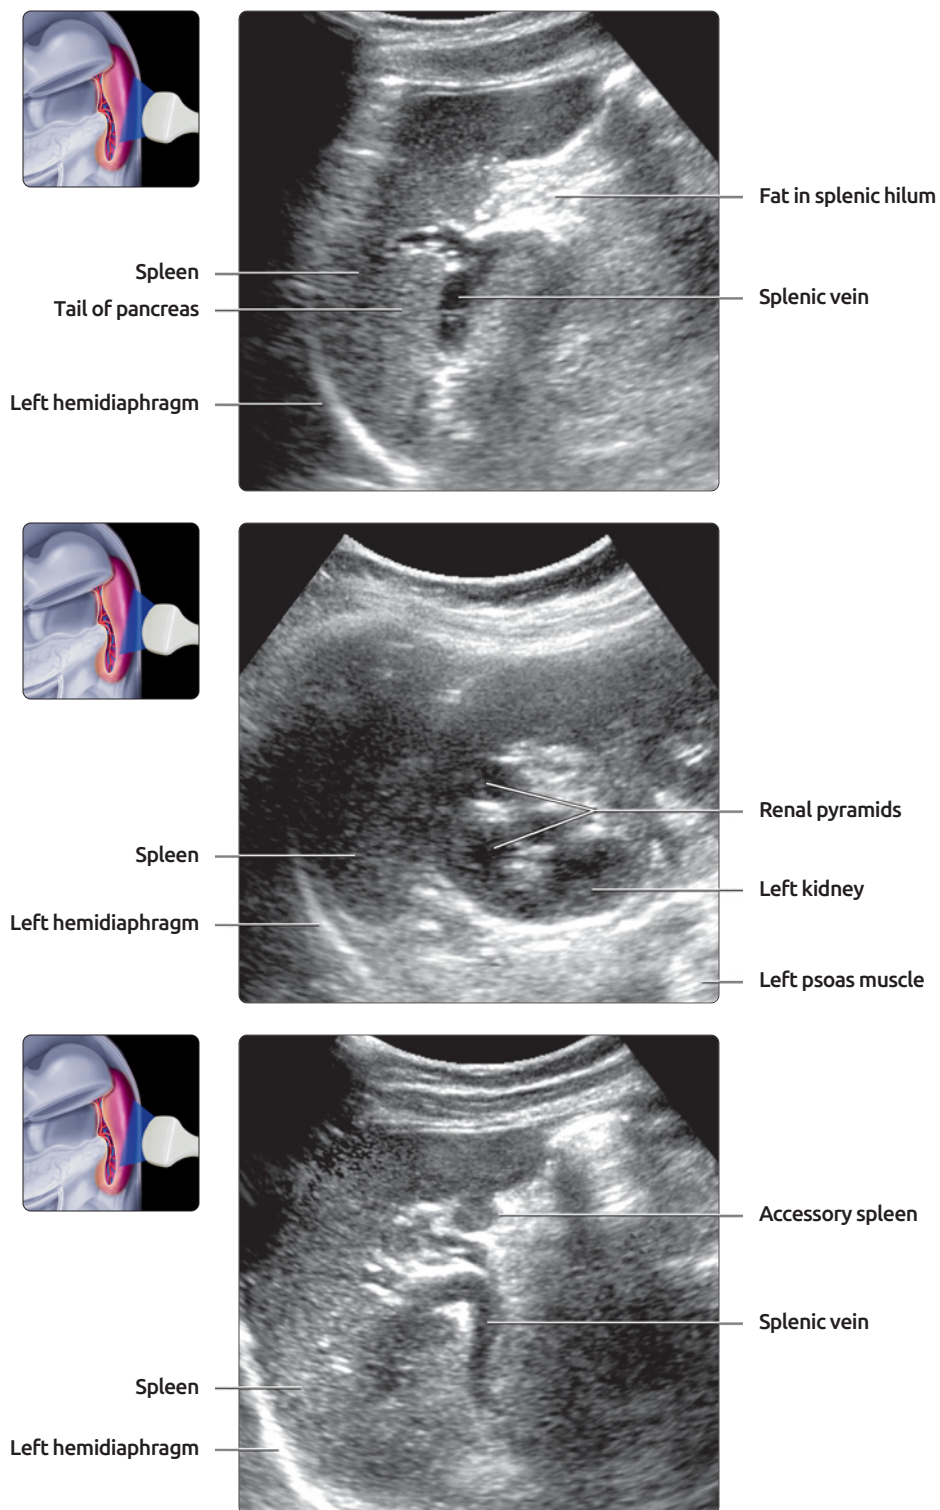 Fat in splenic hilum
Spleen
Splenic vein
Tail of pancreas
Left hemidiaphragm
Renal pyramids
Spleen
Left kidney
Left hemidiaphragm
Left psoas muscle
Accessory spleen
Splenic vein
Spleen
Left hemidiaphragm